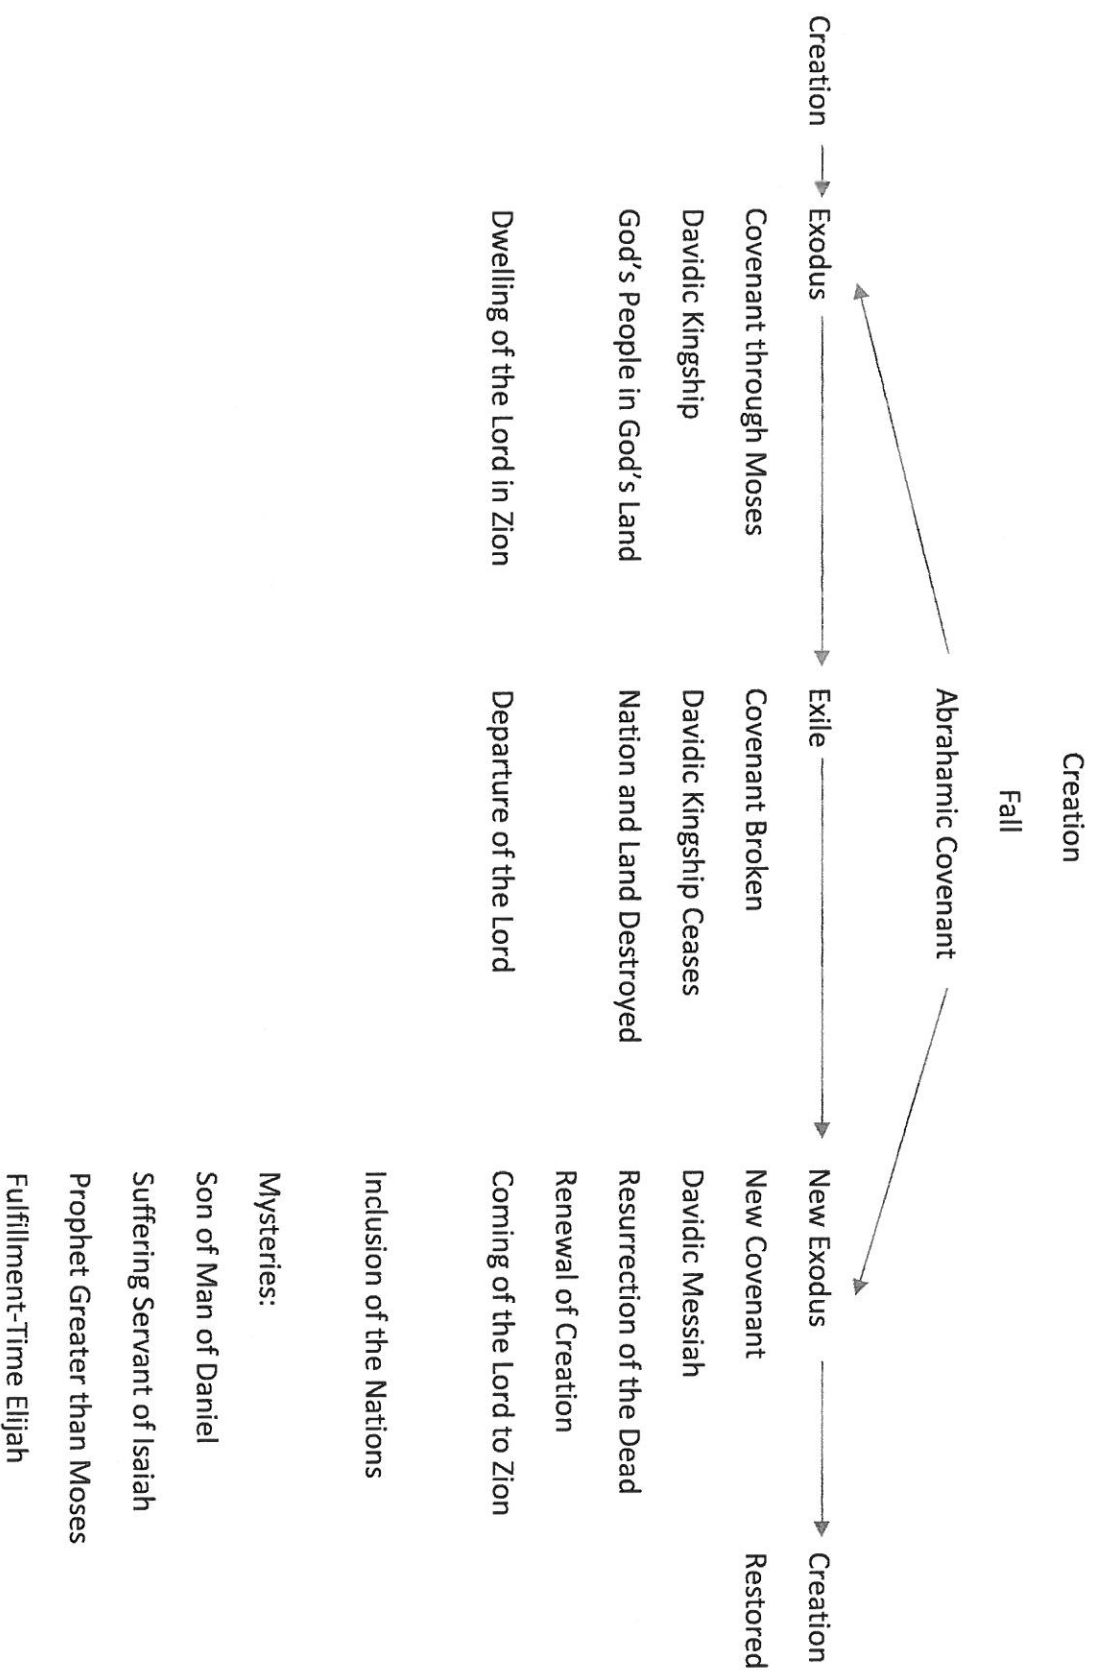 Creation
Fall
Abrahamic Covenant
Creation Exodus Exile New Exodus Creation
Covenant through Moses Covenant Broken New Covenant Restored
Davidic Kingship Davidic Kingship Ceases Davidic Messiah
God's People in God's Land Nation and Land Destroyed Resurrection of the Dead
Renewal of Creation
Dwelling of the Lord in Zion Departure of the Lord Coming of the Lord to Zion
Inclusion of the Nations
Mysteries:
Son of Man of Daniel
Suffering Servant of Isaiah
Prophet Greater than Moses
Fulfillment-Time Elijah